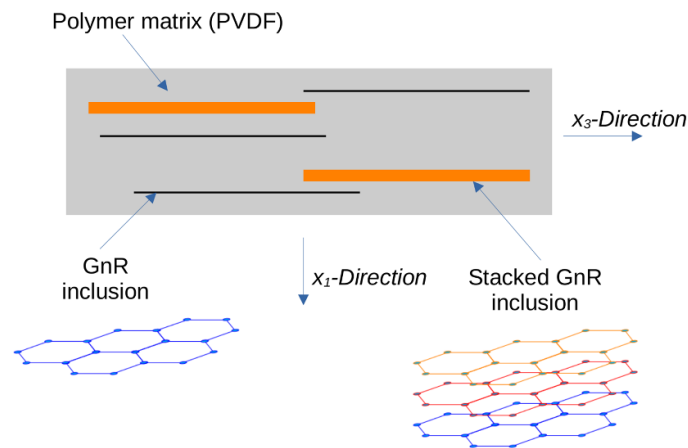 Polymer matrix (PVDF)
x3-Direction
GnR
inclusion
x1-Direction
Stacked GnR
inclusion